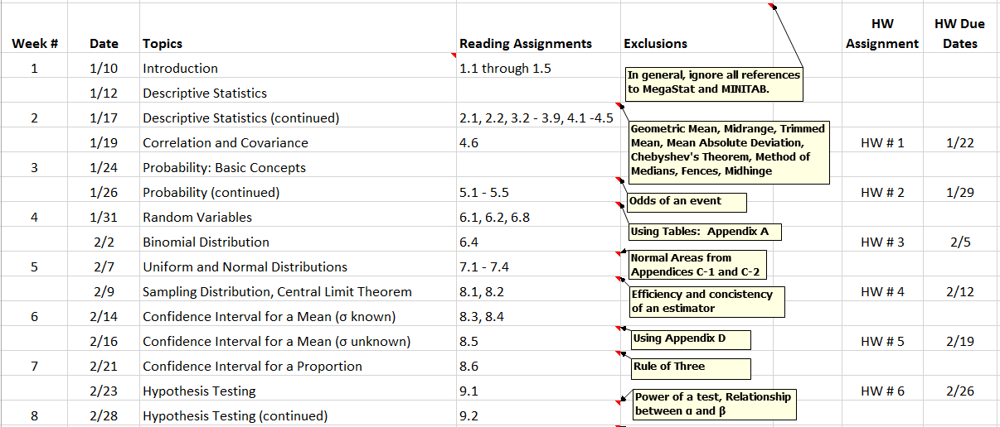 HW HW Due
Week # Date Topics Reading Assignments Exclusions Assignment Dates
1 1/10 Introduction 1.1 through 1.5
In general, ignore all references
to MegaStat and MINITAB.
1/12 Descriptive Statistics
2 1/17 Descriptive Statistics (continued) 2.1, 2.2, 3.2 - 3.9, 4.1 -4.5
Geometric Mean, Midrange, Trimmed
Mean, Mean Absolute Deviation,
Chebyshev's Theorem, Method of
Medians, Fences, Midhinge
1/19 Correlation and Covariance 4.6 HW # 1 1/22
3 1/24 Probability: Basic Concepts
1/26 Probability (continued) 5.1 - 5.5 HW # 2 1/29
Odds of an event
4 1/31 Random Variables 6.1, 6.2, 6.8
Using Tables: Appendix A
2/2 Binomial Distribution 6.4 HW # 3 2/5
5 2/7 Uniform and Normal Distributions 7.1 - 7.4
Normal Areas from
Appendices C-1 and C-2
2/9 Sampling Distribution, Central Limit Theorem 8.1, 8.2 HW # 4 2/12
Efficiency and concistency
of an estimator
6 2/14 Confidence Interval for a Mean (σ known) 8.3, 8.4
2/16 Confidence Interval for a Mean (σ unknown) 8.5 HW # 5 2/19
Using Appendix D
7 2/21 Confidence Interval for a Proportion 8.6
Rule of Three
2/23 Hypothesis Testing 9.1 HW # 6 2/26
Power of a test, Relationship
between α and β
8 2/28 Hypothesis Testing (continued) 9.2